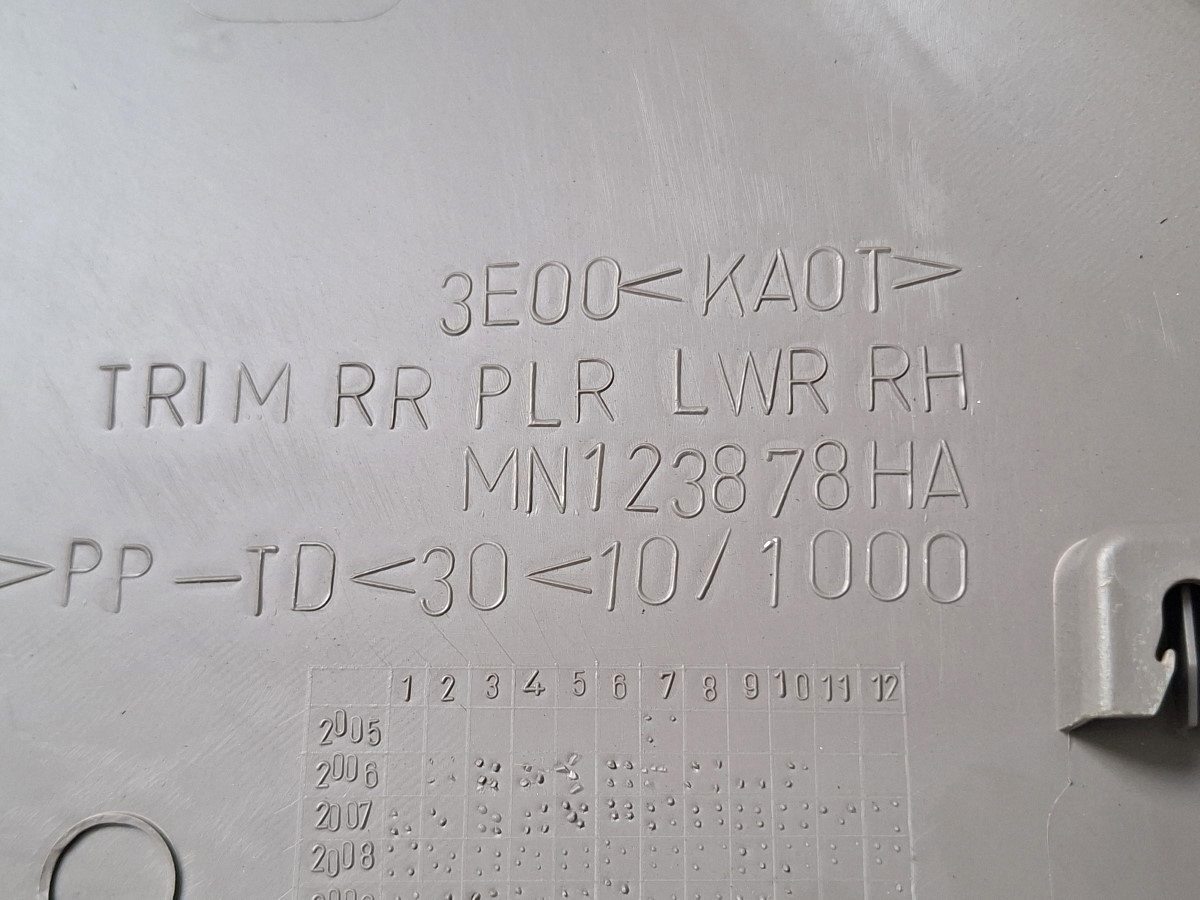 3E00<KAOT>
TRIM RR PLR LWR RH
MN123878HA
>PP-TD<30<10/1000
1 2 3 4 5 6 7 8 9 10 11 12
2005
2006
2007
2008